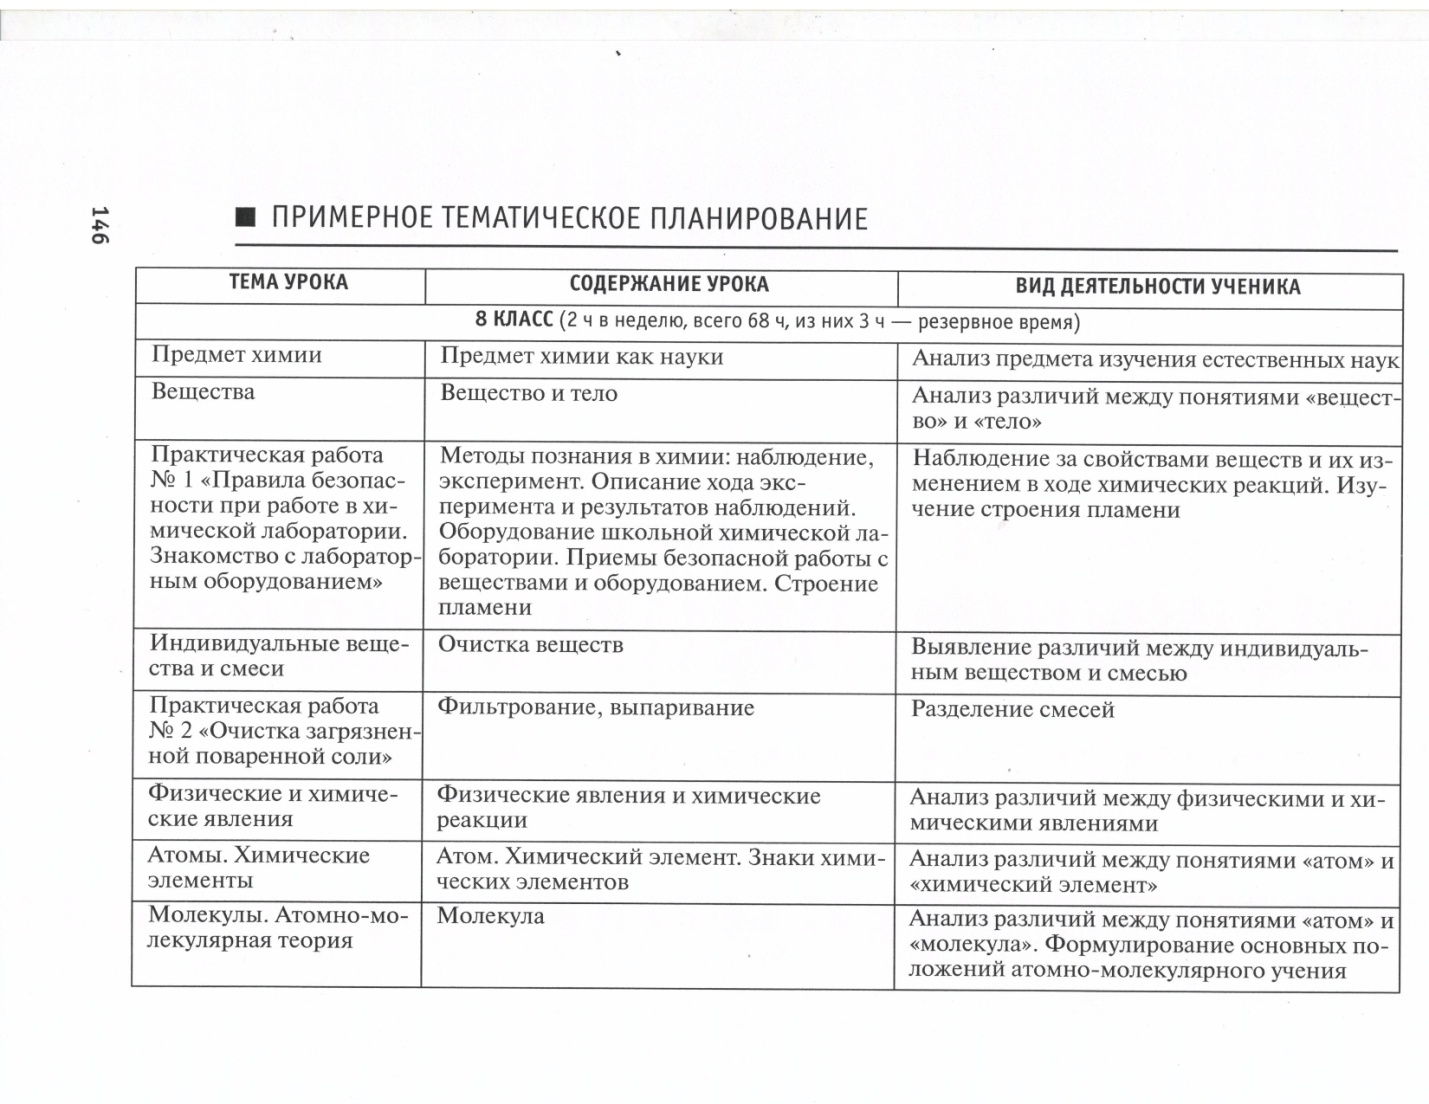 146
ПРИМЕРНОЕ ТЕМАТИЧЕСКОЕ ПЛАНИРОВАНИЕ
ТЕМА УРОКА
СОДЕРЖАНИЕ УРОКА
ВИД ДЕЯТЕЛЬНОСТИ УЧЕНИКА
8 КЛАСС (2 ч в неделю, всего 68 ч, из них 3 ч — резервное время)
Предмет химии
Предмет химии как науки
Анализ предмета изучения естественных наук
Вещества
Вещество и тело
Анализ различий между понятиями «вещест-
во» и «тело»
Практическая работа
№ 1 «Правила безопас-
ности при работе в хи-
мической лаборатории.
Знакомство с лаборатор-
ным оборудованием»
Методы познания в химии: наблюдение,
эксперимент. Описание хода экс-
перимента и результатов наблюдений.
Оборудование школьной химической ла-
боратории. Приемы безопасной работы с
веществами и оборудованием. Строение
пламени
Наблюдение за свойствами веществ и их из-
менением в ходе химических реакций. Изу-
чение строения пламени
Индивидуальные веще-
ства и смеси
Очистка веществ
Выявление различий между индивидуаль-
ным веществом и смесью
Практическая работа
№ 2 «Очистка загрязнен-
ной поваренной соли»
Фильтрование, выпаривание
Разделение смесей
Физические и химиче-
ские явления
Физические явления и химические
реакции
Анализ различий между физическими и хи-
мическими явлениями
Атомы. Химические
элементы
Атом. Химический элемент. Знаки хими-
ческих элементов
Анализ различий между понятиями «атом» и
«химический элемент»
Молекулы. Атомно-мо-
лекулярная теория
Молекула
Анализ различий между понятиями «атом» и
«молекула». Формулирование основных по-
ложений атомно-молекулярного учения